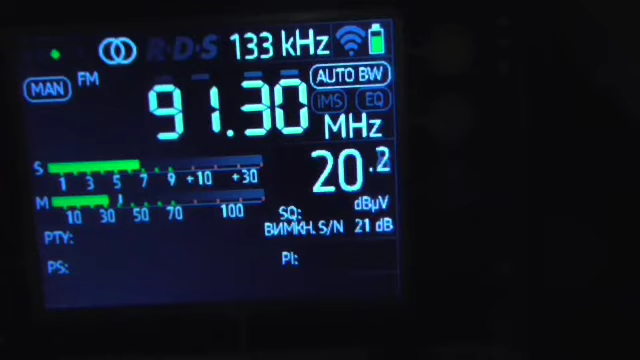 R·D·S 133 kHz
MAN FM AUTO BW
91.30 iMS EQ
MHz
S 1 3 5 7 9 +10 +30
20.2
M 10 30 50 70 100
dBµV
SQ:
ВИМКН. S/N 21 dB
PTY:
PS: PI: